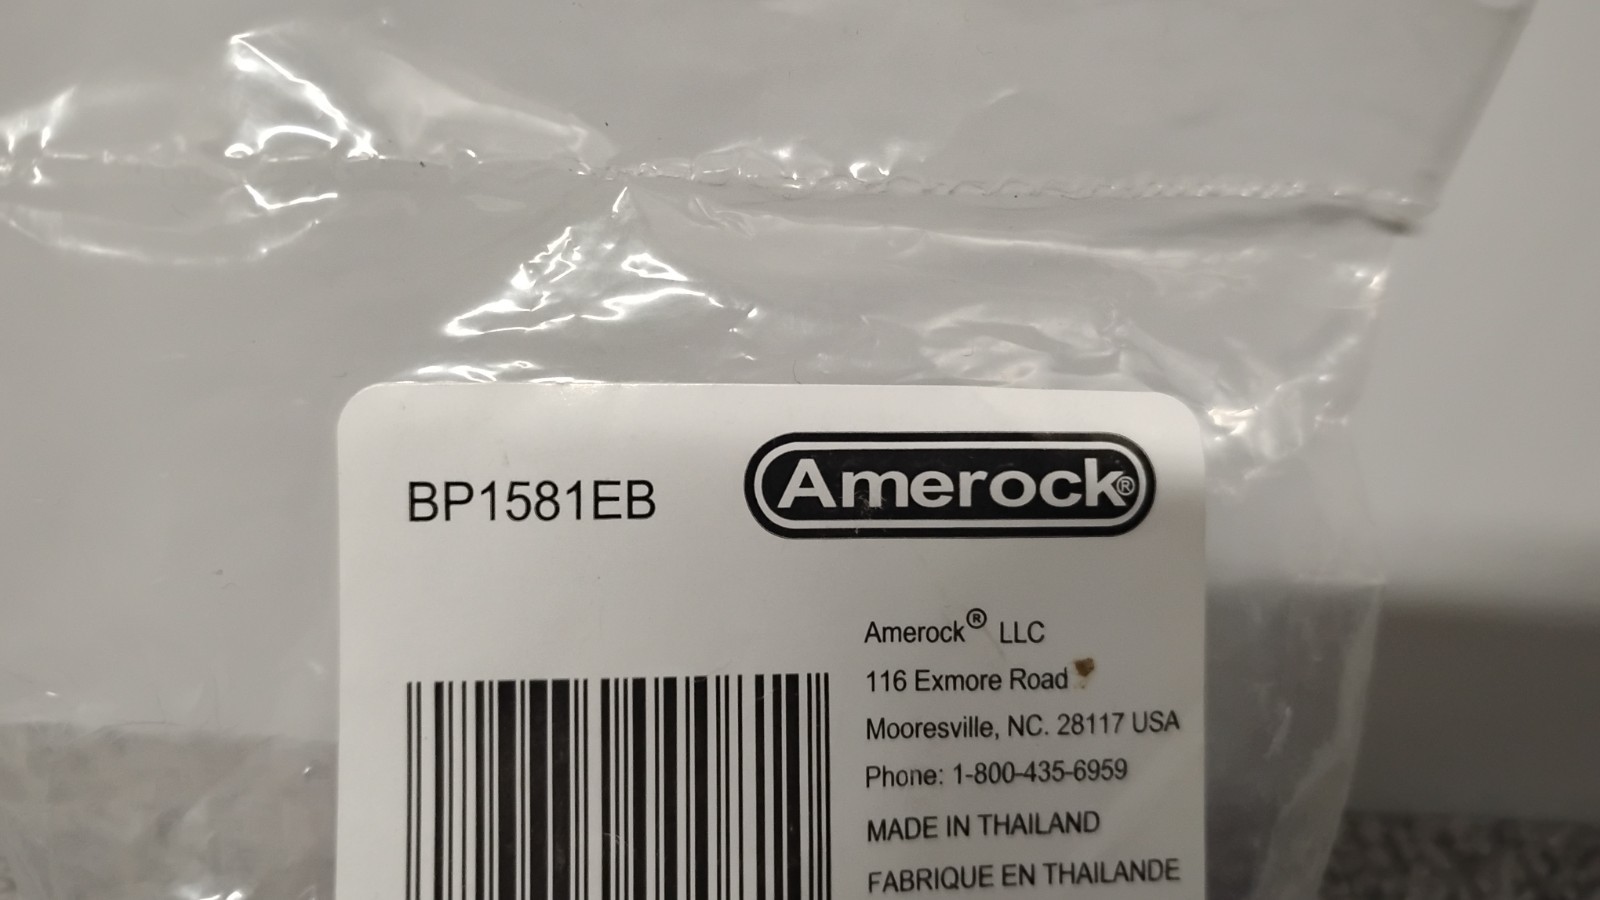 BP1581EB
Amerock®
Amerock® LLC
116 Exmore Road
Mooresville, NC. 28117 USA
Phone: 1-800-435-6959
MADE IN THAILAND
FABRIQUE EN THAILANDE